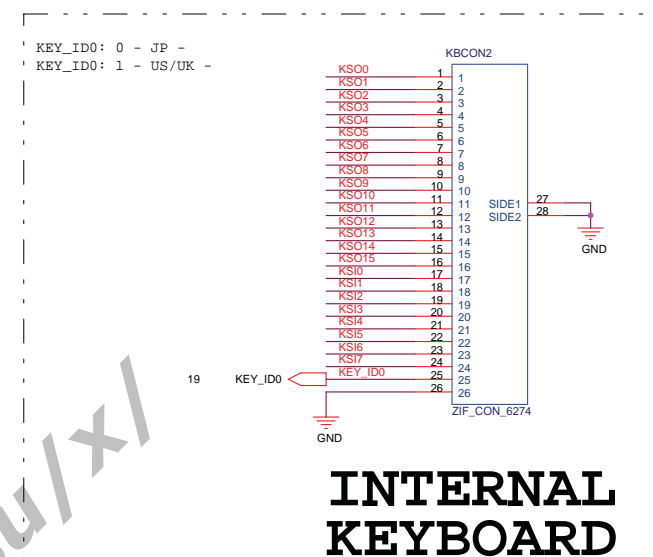 KEY_ID0: 0 - JP -
KEY_ID0: 1 - US/UK -
KBCON2
KSO0 1 1
KSO1 2 2
KSO2 3 3
KSO3 4 4
KSO4 5 5
KSO5 6 6
KSO6 7 7
KSO7 8 8
KSO8 9 9
KSO9 10 10
KSO10 11 11 SIDE1 27
KSO11 12 12 SIDE2 28
KSO12 13 13
KSO13 14 14
KSO14 15 15
KSO15 16 16
KSI0 17 17
KSI1 18 18
KSI2 19 19
KSI3 20 20
KSI4 21 21
KSI5 22 22
KSI6 23 23
KSI7 24 24
19 KEY_ID0 KEY_ID0 25 25
26 26
GND
ZIF_CON_6274
GND
INTERNAL
KEYBOARD
u/x/